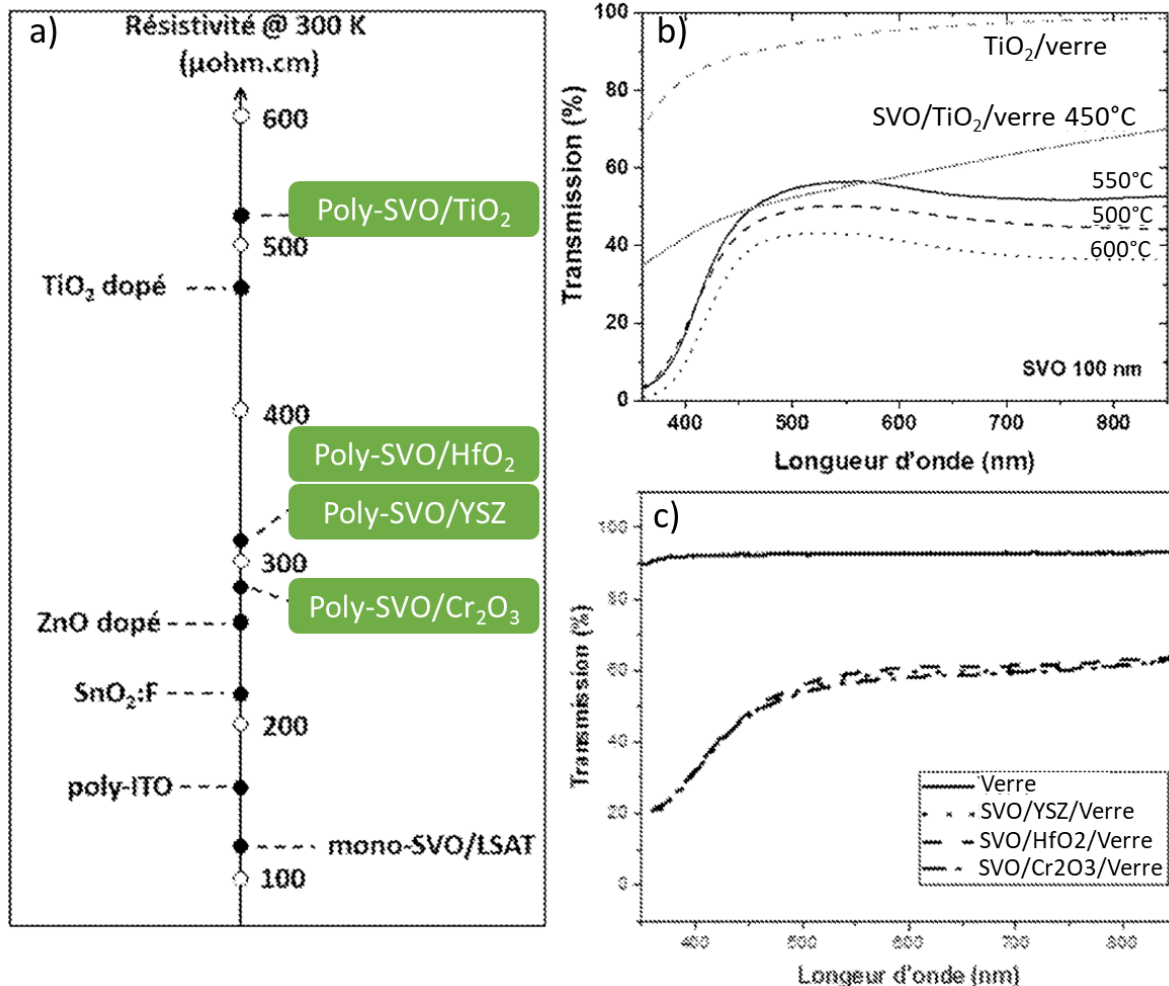 a)
Résistivité @ 300 K
(µohm.cm)
600
Poly-SVO/TiO₂
500
TiO₂ dopé
400
Poly-SVO/HfO₂
Poly-SVO/YSZ
300
Poly-SVO/Cr₂O₃
ZnO dopé
SnO₂:F
200
poly-ITO
mono-SVO/LSAT
100
b)
100
80
60
40
20
0
Transmission (%)
TiO₂/verre
SVO/TiO₂/verre 450°C
550°C
500°C
600°C
SVO 100 nm
400 500 600 700 800
Longueur d'onde (nm)
c)
100
80
60
40
20
0
Transmission (%)
Verre
SVO/YSZ/Verre
SVO/HfO2/Verre
SVO/Cr2O3/Verre
400 500 600 700 800
Longeur d'onde (nm)